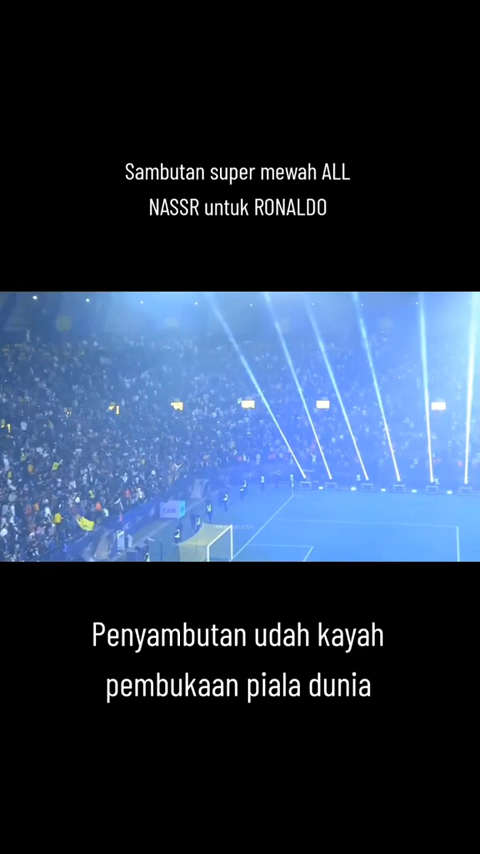 Sambutan super mewah ALL
NASSR untuk RONALDO
Penyambutan udah kayah
pembukaan piala dunia